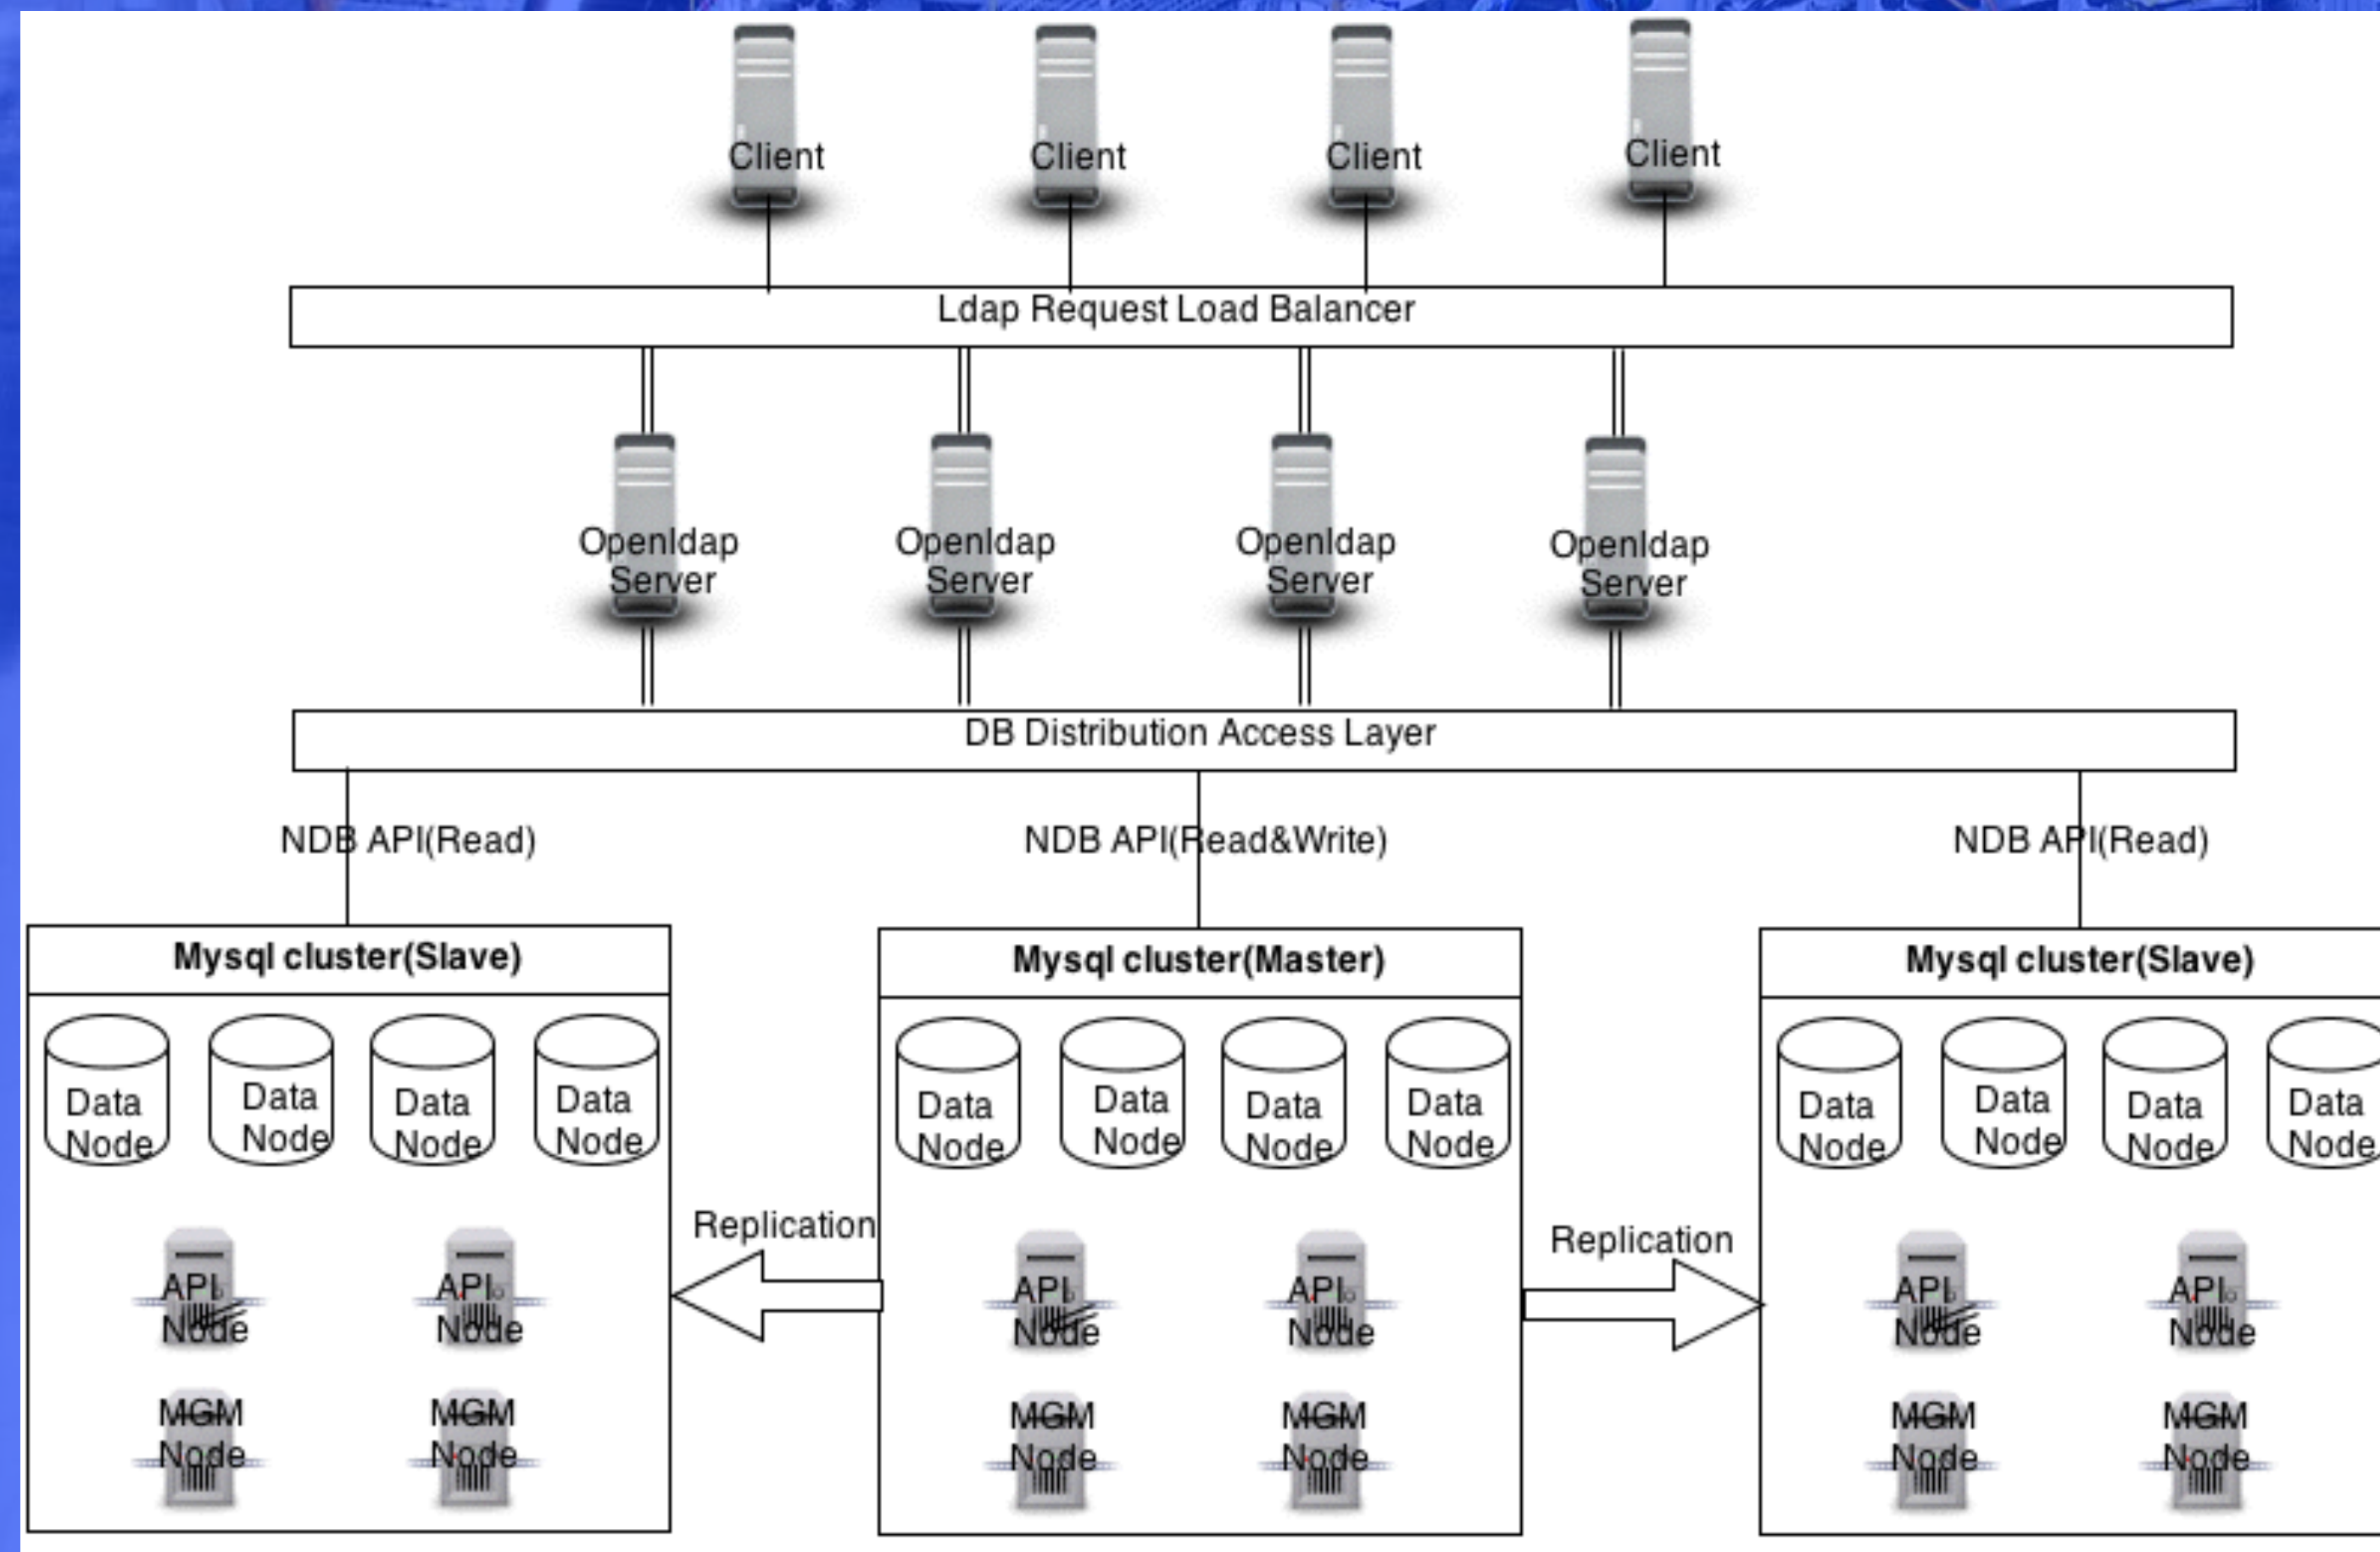 Client
Client
Client
Client
Ldap Request Load Balancer
Openldap
Server
Openldap
Server
Openldap
Server
Openldap
Server
DB Distribution Access Layer
NDB API(Read)
NDB API(Read&Write)
NDB API(Read)
Mysql cluster(Slave)
Data
Node
Data
Node
Data
Node
Data
Node
API
Node
API
Node
MGM
Node
MGM
Node
Replication
Mysql cluster(Master)
Data
Node
Data
Node
Data
Node
Data
Node
API
Node
API
Node
MGM
Node
MGM
Node
Replication
Mysql cluster(Slave)
Data
Node
Data
Node
Data
Node
Data
Node
API
Node
API
Node
MGM
Node
MGM
Node